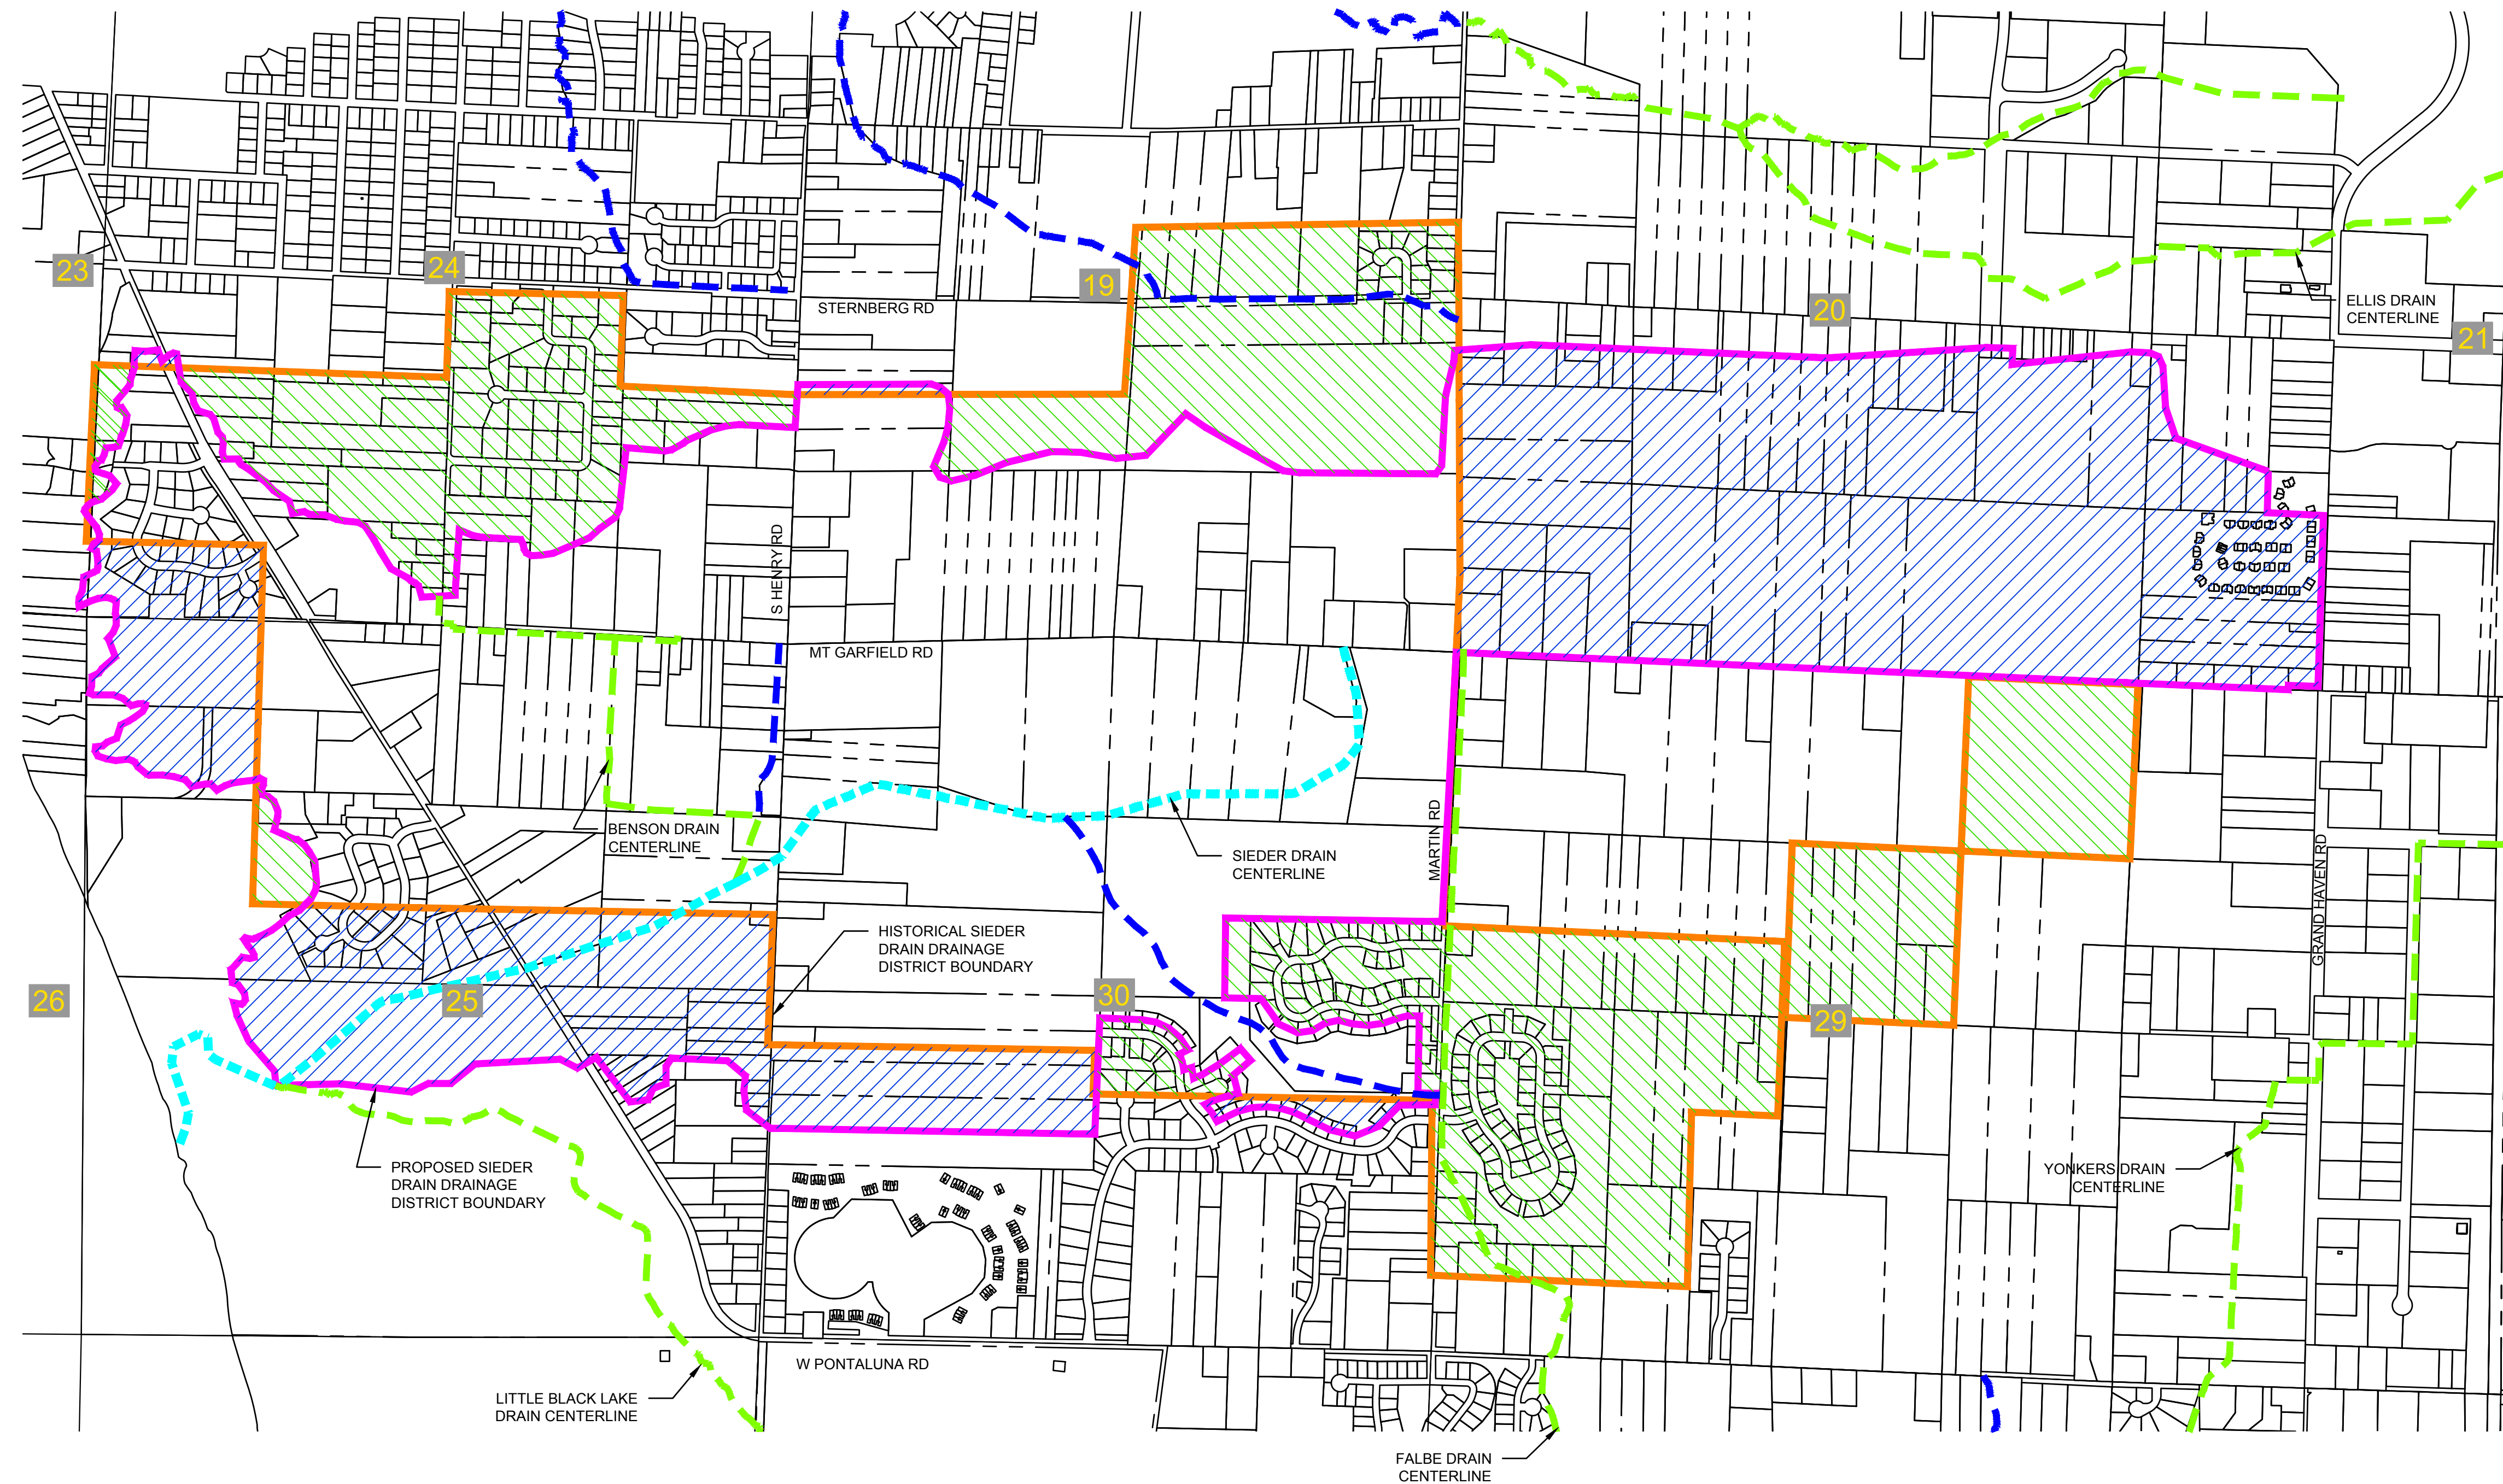 23
24
19
20
21
STERNBERG RD
ELLIS DRAIN
CENTERLINE
S HENRY RD
MT GARFIELD RD
BENSON DRAIN
CENTERLINE
SIEDER DRAIN
CENTERLINE
MARTIN RD
GRAND HAVEN RD
HISTORICAL SIEDER
DRAIN DRAINAGE
DISTRICT BOUNDARY
26
25
30
29
PROPOSED SIEDER
DRAIN DRAINAGE
DISTRICT BOUNDARY
YONKERS DRAIN
CENTERLINE
W PONTALUNA RD
LITTLE BLACK LAKE
DRAIN CENTERLINE
FALBE DRAIN
CENTERLINE